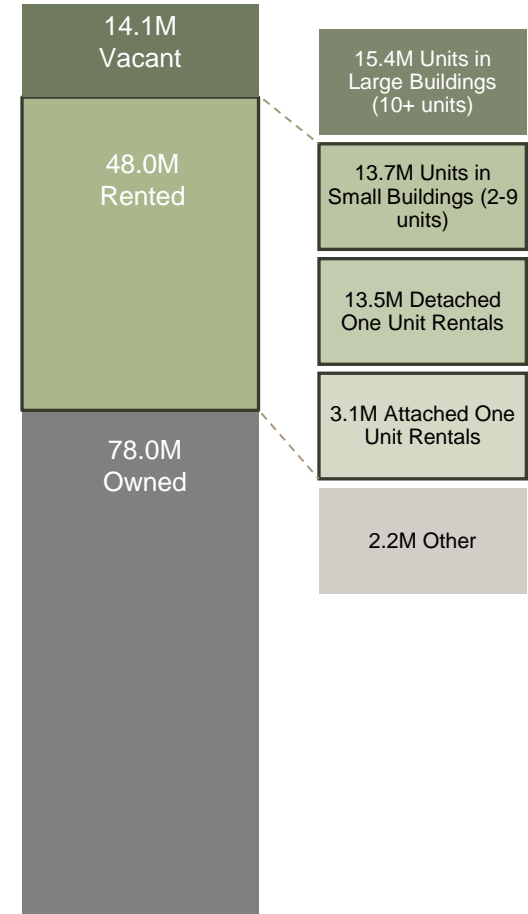 14.1M
Vacant
48.0M
Rented
78.0M
Owned
15.4M Units in
Large Buildings
(10+ units)
13.7M Units in
Small Buildings (2-9
units)
13.5M Detached
One Unit Rentals
3.1M Attached One
Unit Rentals
2.2M Other